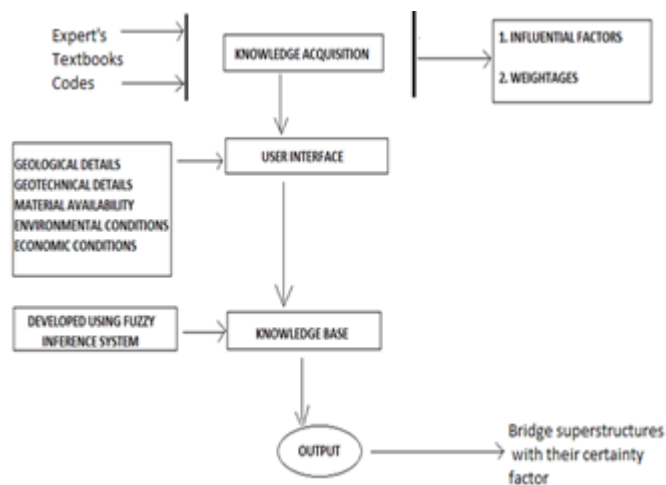 Expert's
Textbooks
Codes
KNOWLEDGE ACQUISITION
1. INFLUENTIAL FACTORS
2. WEIGHTAGES
USER INTERFACE
GEOLOGICAL DETAILS
GEOTECHNICAL DETAILS
MATERIAL AVAILABILITY
ENVIRONMENTAL CONDITIONS
ECONOMIC CONDITIONS
DEVELOPED USING FUZZY
INFERENCE SYSTEM
KNOWLEDGE BASE
OUTPUT
Bridge superstructures
with their certainty
factor